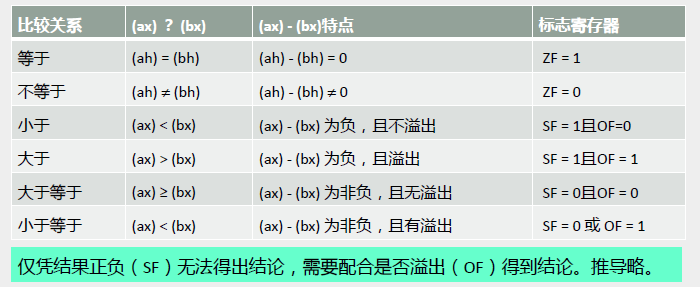 比较关系 (ax) ？ (bx) (ax) - (bx)特点 标志寄存器
等于 (ah) = (bh) (ah) - (bh) = 0 ZF = 1
不等于 (ah) ≠ (bh) (ah) - (bh) ≠ 0 ZF = 0
小于 (ax) < (bx) (ax) - (bx) 为负，且不溢出 SF = 1且OF=0
大于 (ax) > (bx) (ax) - (bx) 为负，且溢出 SF = 1且OF = 1
大于等于 (ax) ≥ (bx) (ax) - (bx) 为非负，且无溢出 SF = 0且OF = 0
小于等于 (ax) < (bx) (ax) - (bx) 为非负，且有溢出 SF = 0 或 OF = 1
仅凭结果正负（SF）无法得出结论，需要配合是否溢出（OF）得到结论。推导略。